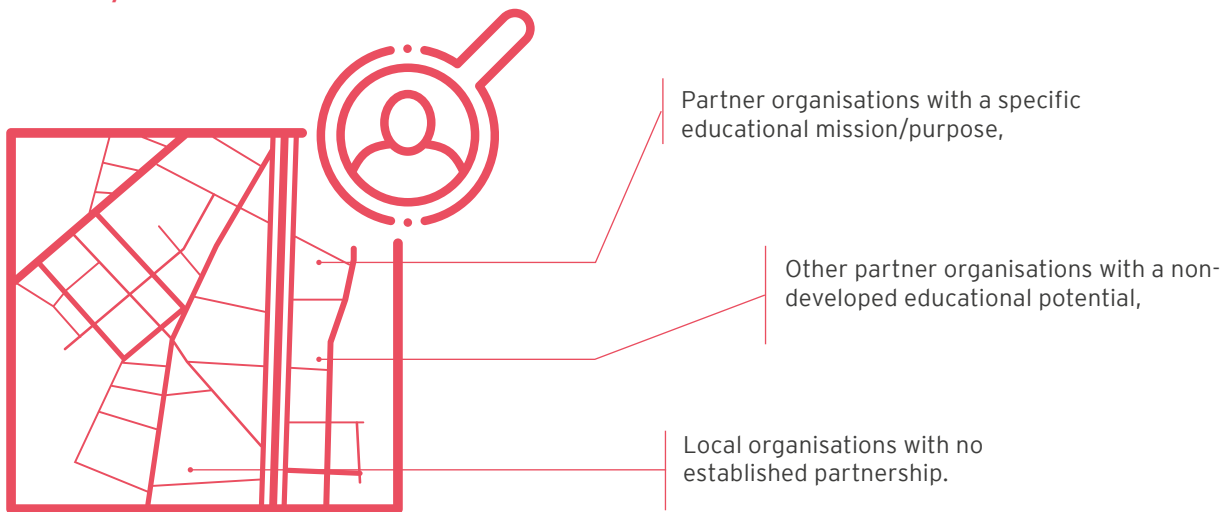 Partner organisations with a specific
educational mission/purpose,
Other partner organisations with a non-
developed educational potential,
Local organisations with no
established partnership.